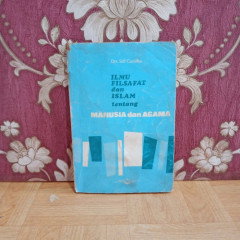 ILMU
FILSAFAT
dan
ISLAM
tentang
MANUSIA dan AGAMA